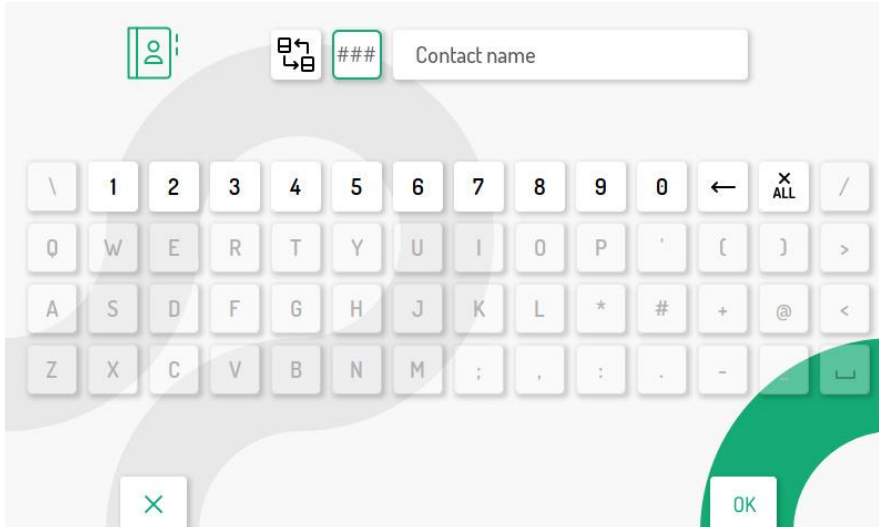 ### Contact name
\ 1 2 3 4 5 6 7 8 9 0 ← × ALL /
Q W E R T Y U I O P ' ( ) >
A S D F G H J K L * # + @ <
Z X C V B N M ; , : . - _
× OK